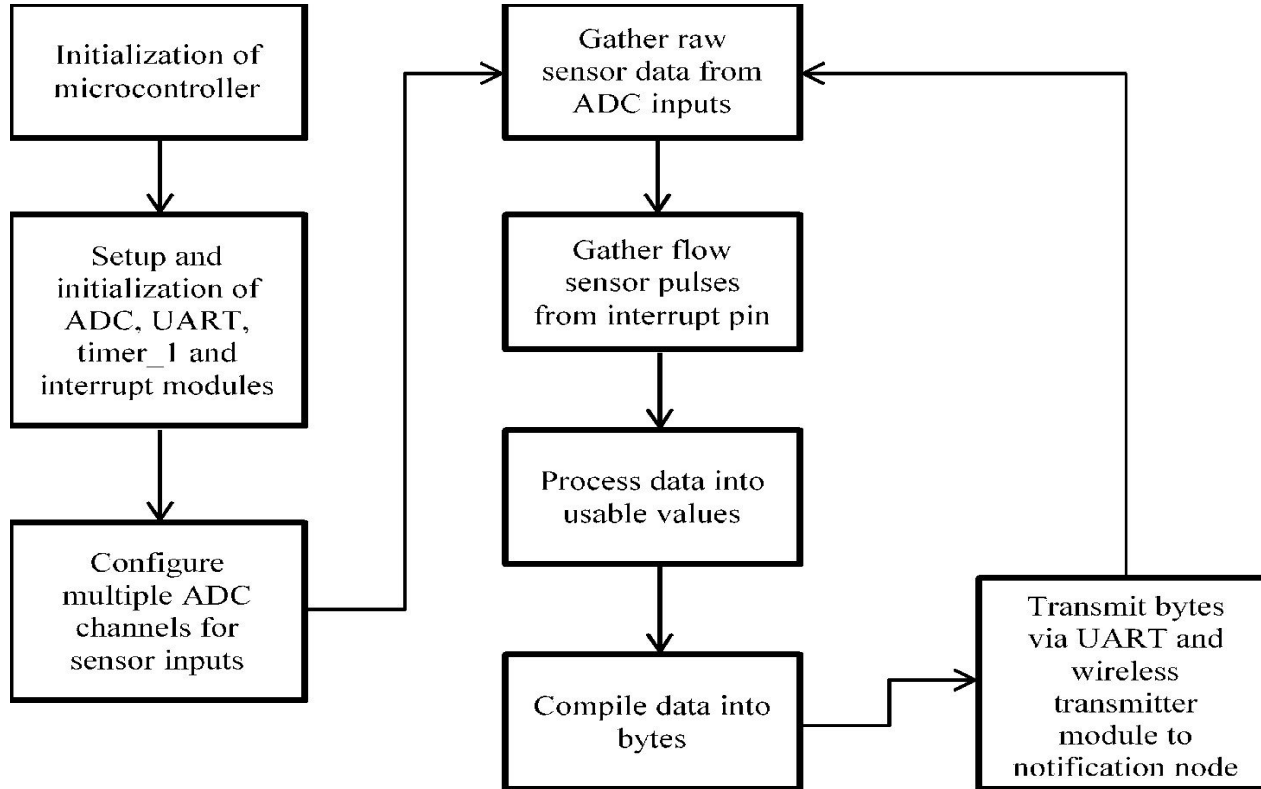 Initialization of
microcontroller
Setup and
initialization of
ADC, UART,
timer_1 and
interrupt modules
Configure
multiple ADC
channels for
sensor inputs
Gather raw
sensor data from
ADC inputs
Gather flow
sensor pulses
from interrupt pin
Process data into
usable values
Compile data into
bytes
Transmit bytes
via UART and
wireless
transmitter
module to
notification node